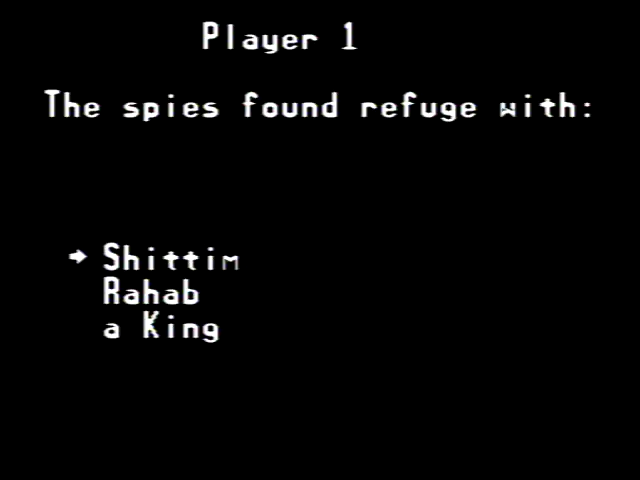 Player 1
The spies found refuge with:
Shittim
Rahab
a King